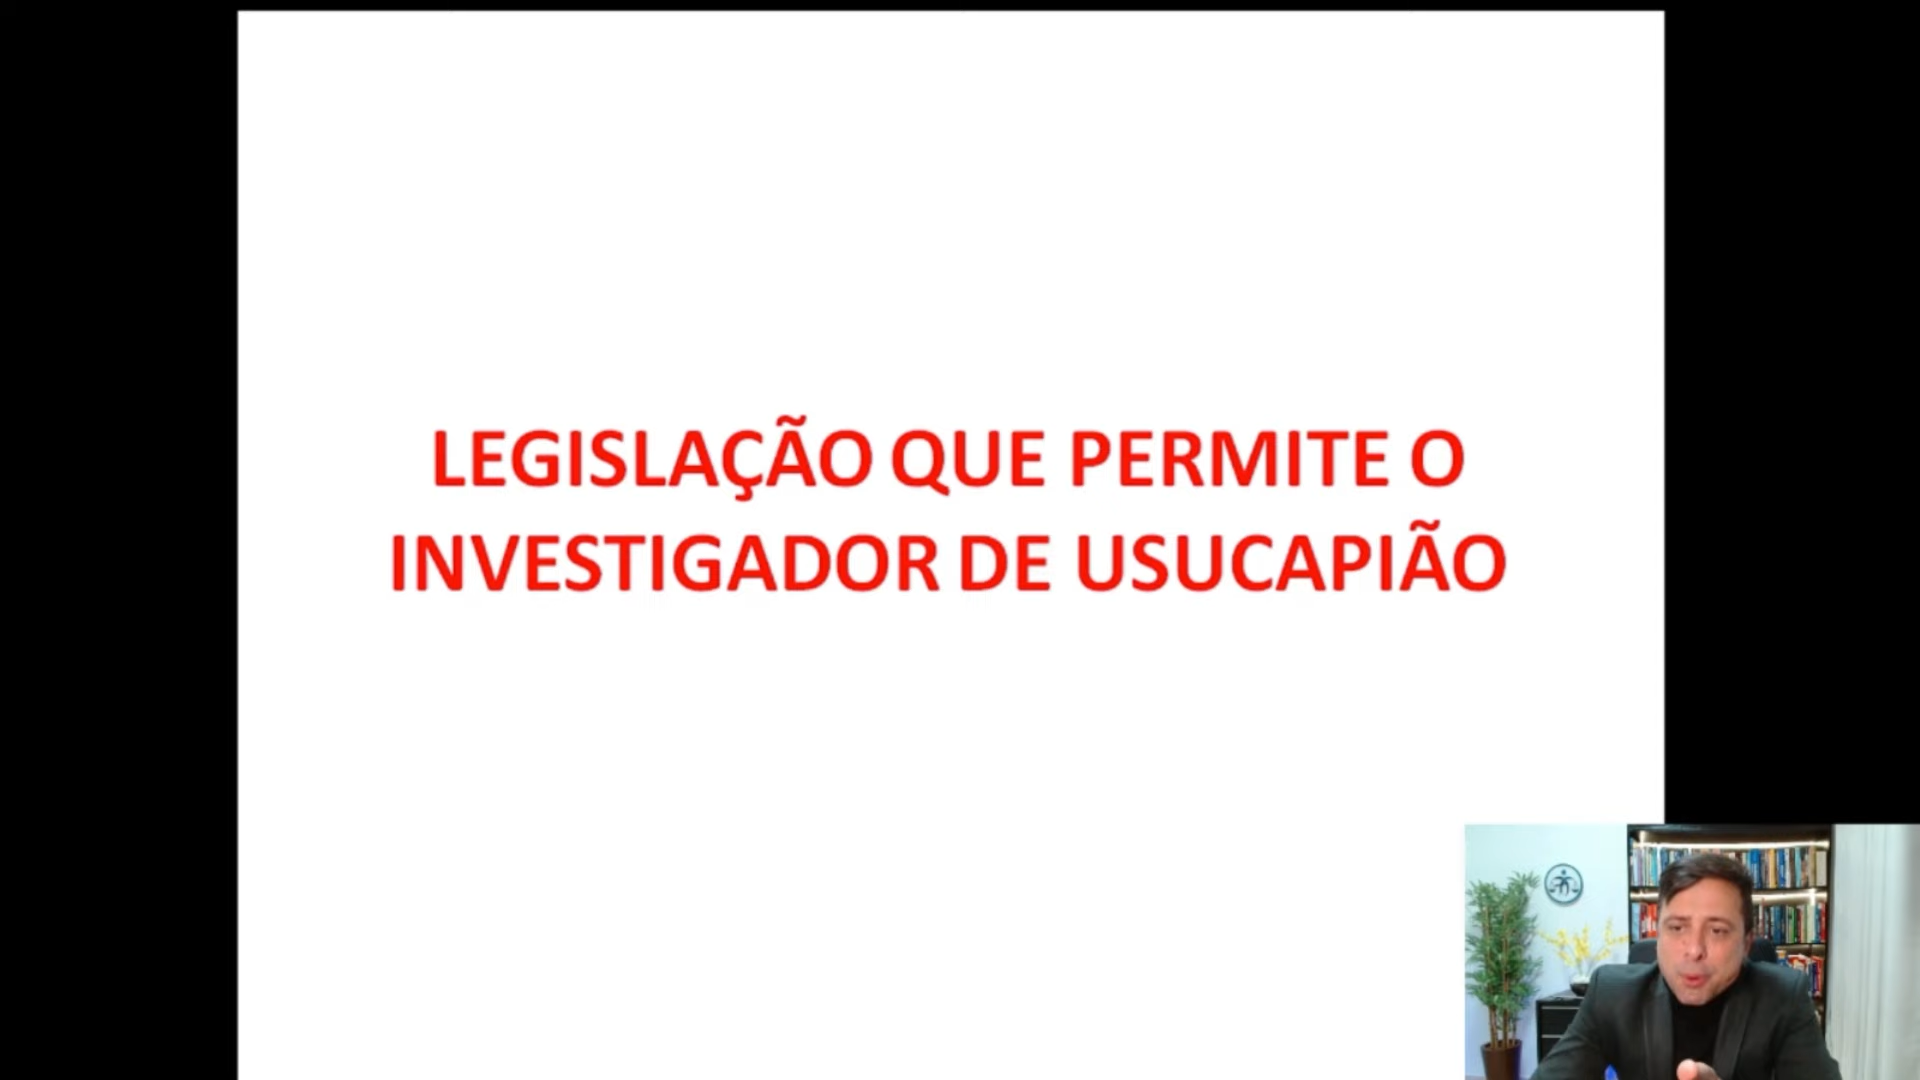 LEGISLAÇÃO QUE PERMITE O
INVESTIGADOR DE USUCAPIÃO